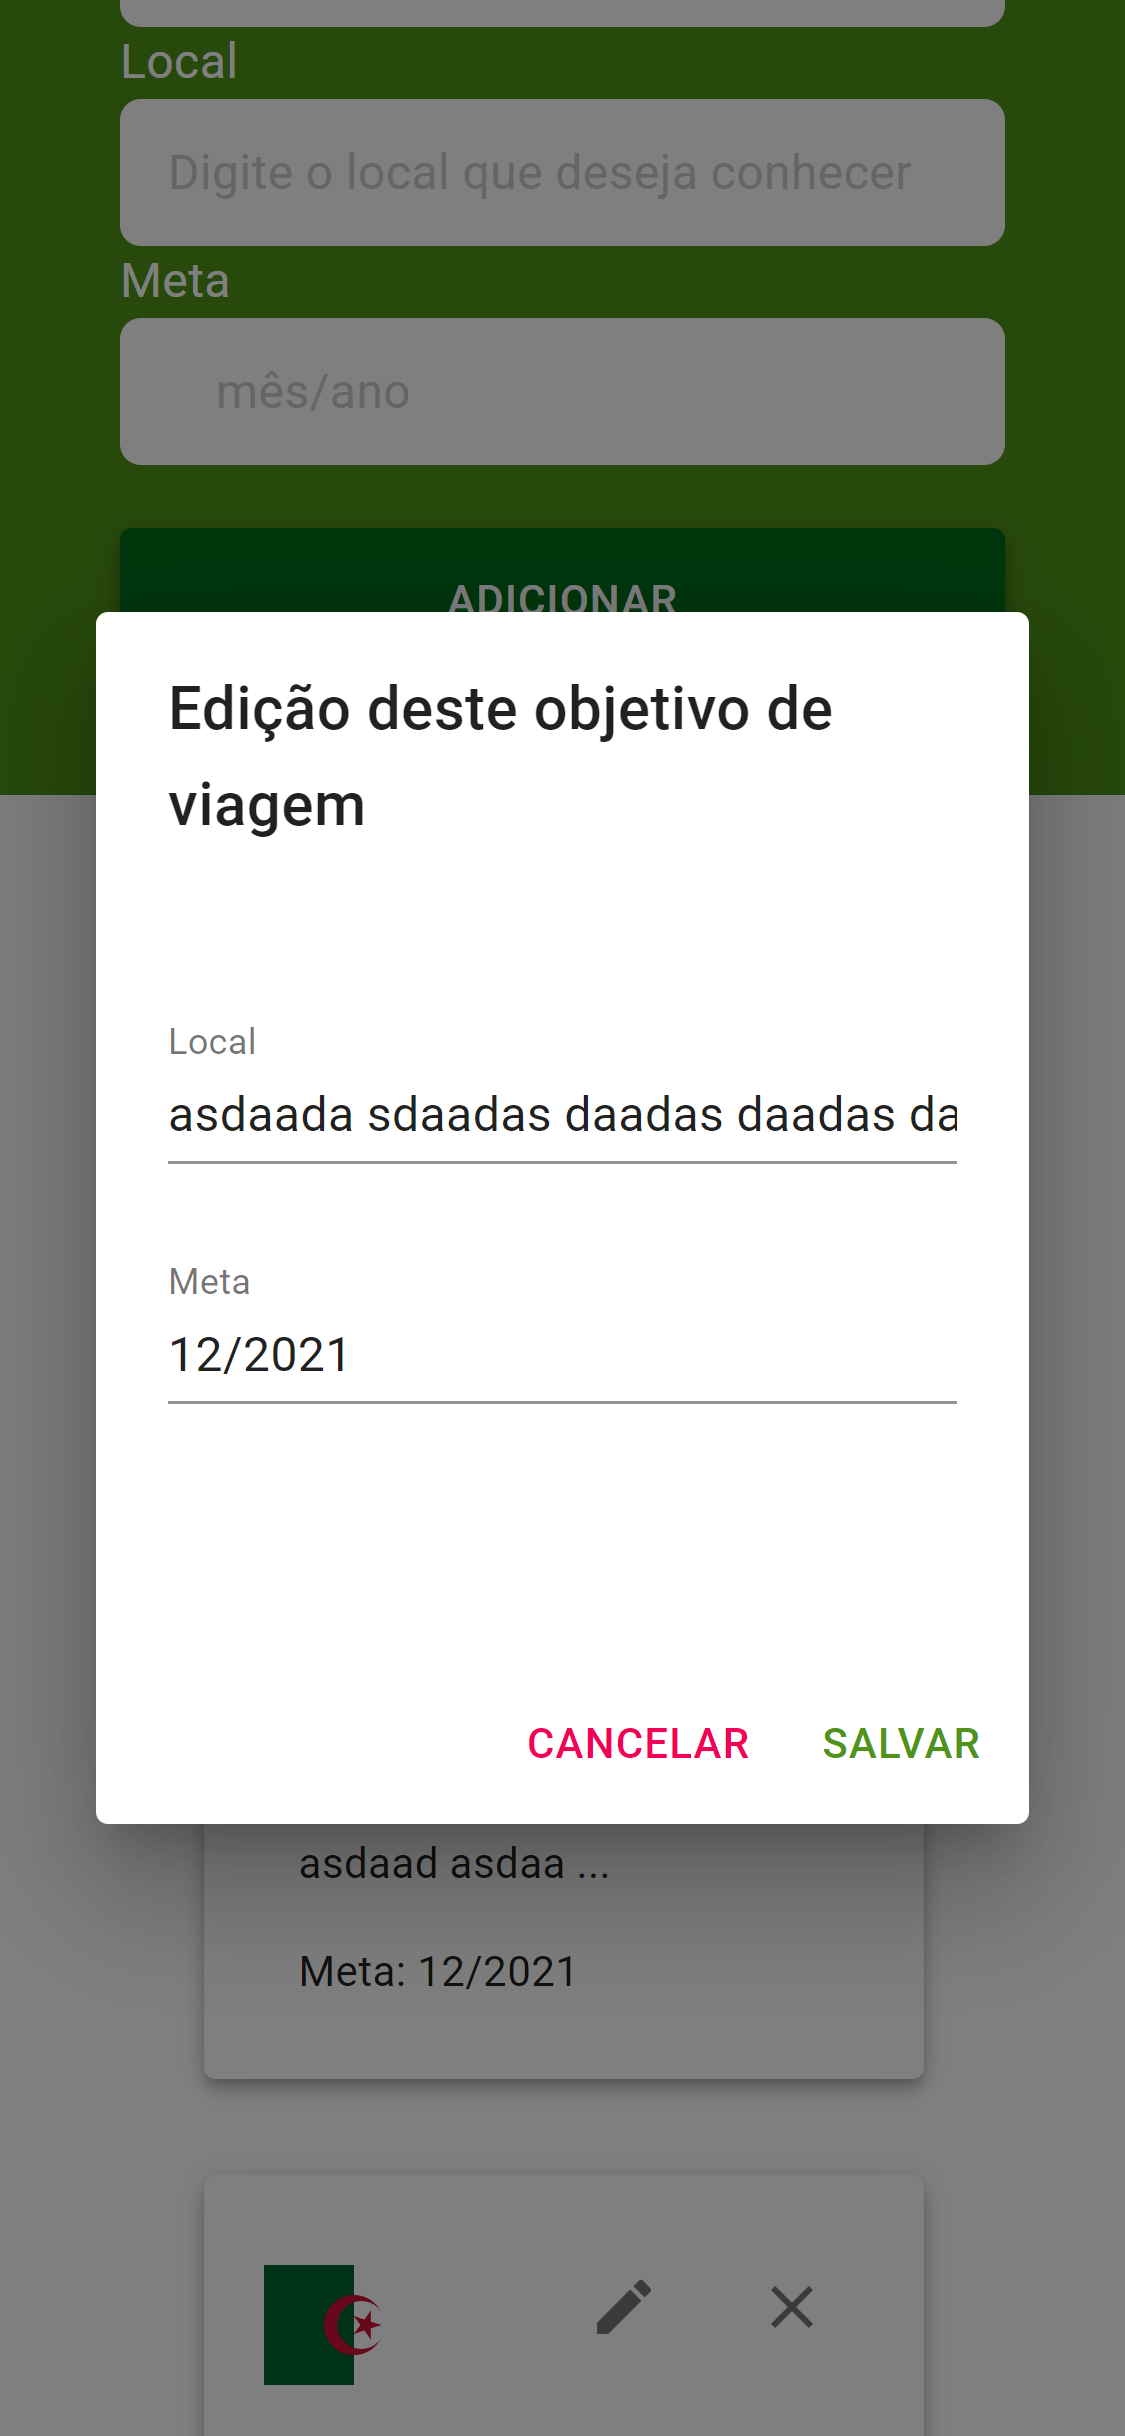 Local
Digite o local que deseja conhecer
Meta
mês/ano
ADICIONAR
Edição deste objetivo de
viagem
Local
asdaada sdaadas daadas daadas da
Meta
12/2021
CANCELAR SALVAR
asdaad asdaa ...
Meta: 12/2021